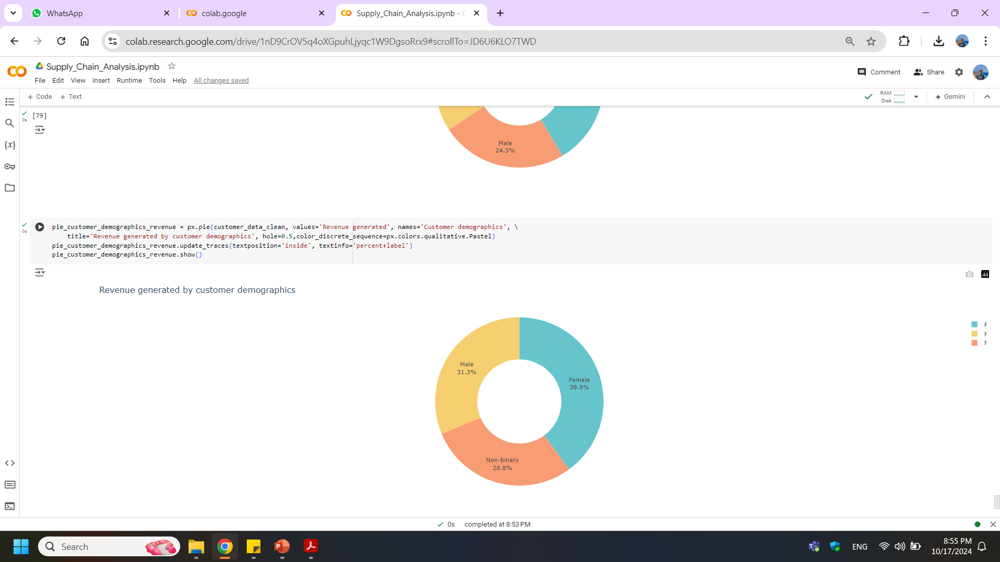 WhatsApp
colab.google
Supply_Chain_Analysis.ipynb -
colab.research.google.com/drive/1nD9CrOV5q4oXGpuhLjyqc1W9DgsoRrx9#scrollTo=JD6U6KLO7TWD
Supply_Chain_Analysis.ipynb
Comment
Share
File Edit View Insert Runtime Tools Help All changes saved
+ Code + Text
RAM
Disk
Gemini
[79]
0s
{x}
Male
24.3%
0s
pie_customer_demographics_revenue = px.pie(customer_data_clean, values='Revenue generated', names='Customer demographics', \
title='Revenue generated by customer demographics', hole=0.5,color_discrete_sequence=px.colors.qualitative.Pastel)
pie_customer_demographics_revenue.update_traces(textposition='inside', textinfo='percent+label')
pie_customer_demographics_revenue.show()
Revenue generated by customer demographics
Male
31.3%
Female
39.9%
Non-binary
28.8%
0s completed at 8:53 PM
Search
ENG
8:55 PM
10/17/2024